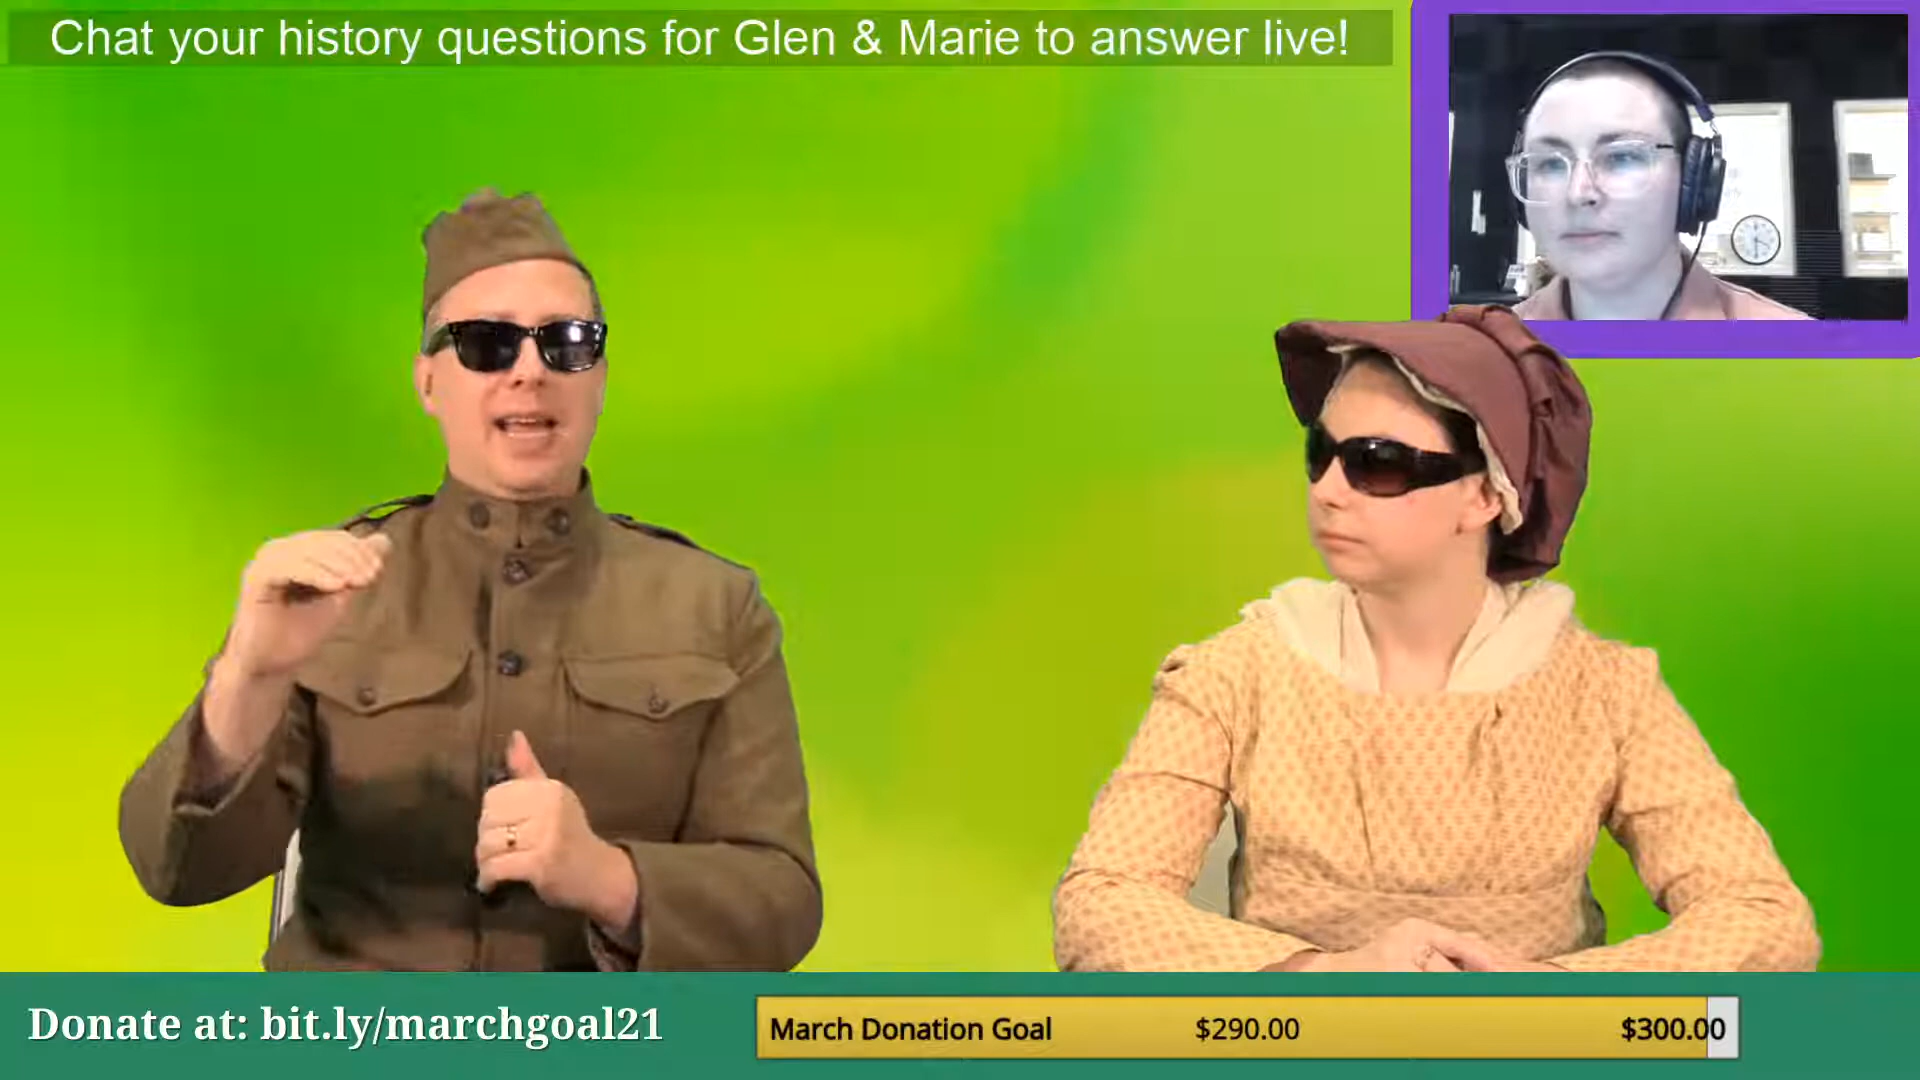 Chat your history questions for Glen & Marie to answer live!
Donate at: bit.ly/marchgoal21
March Donation Goal $290.00 $300.00